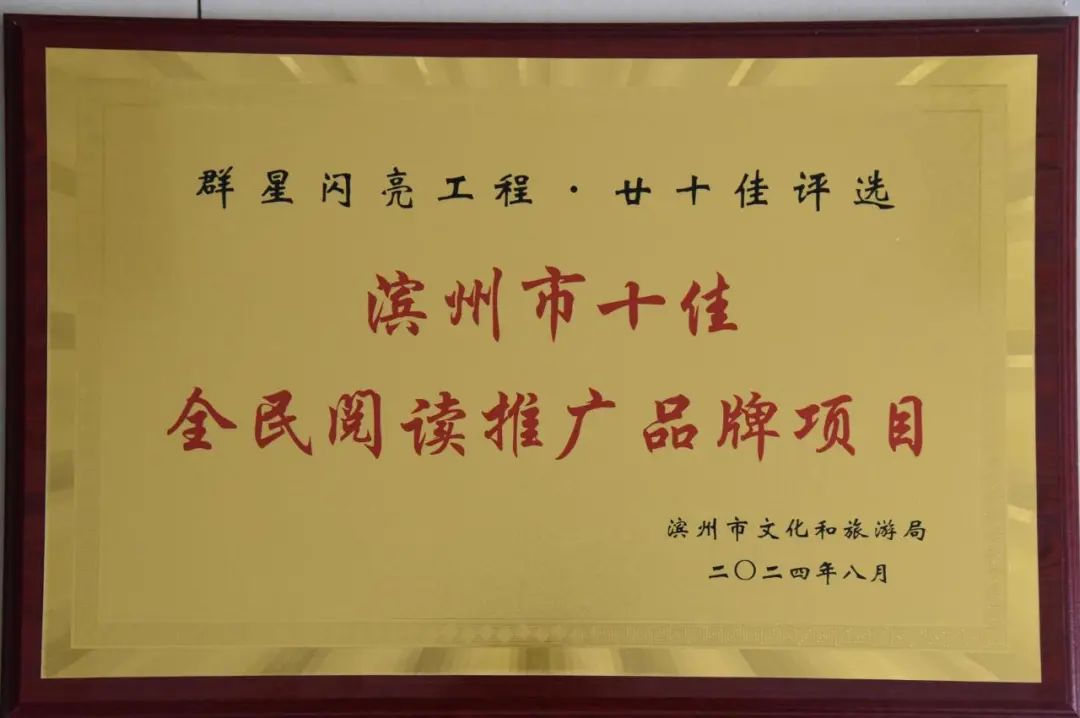 群星闪亮工程·廿十佳评选
滨州市十佳
全民阅读推广品牌项目
滨州市文化和旅游局
二〇二四年八月